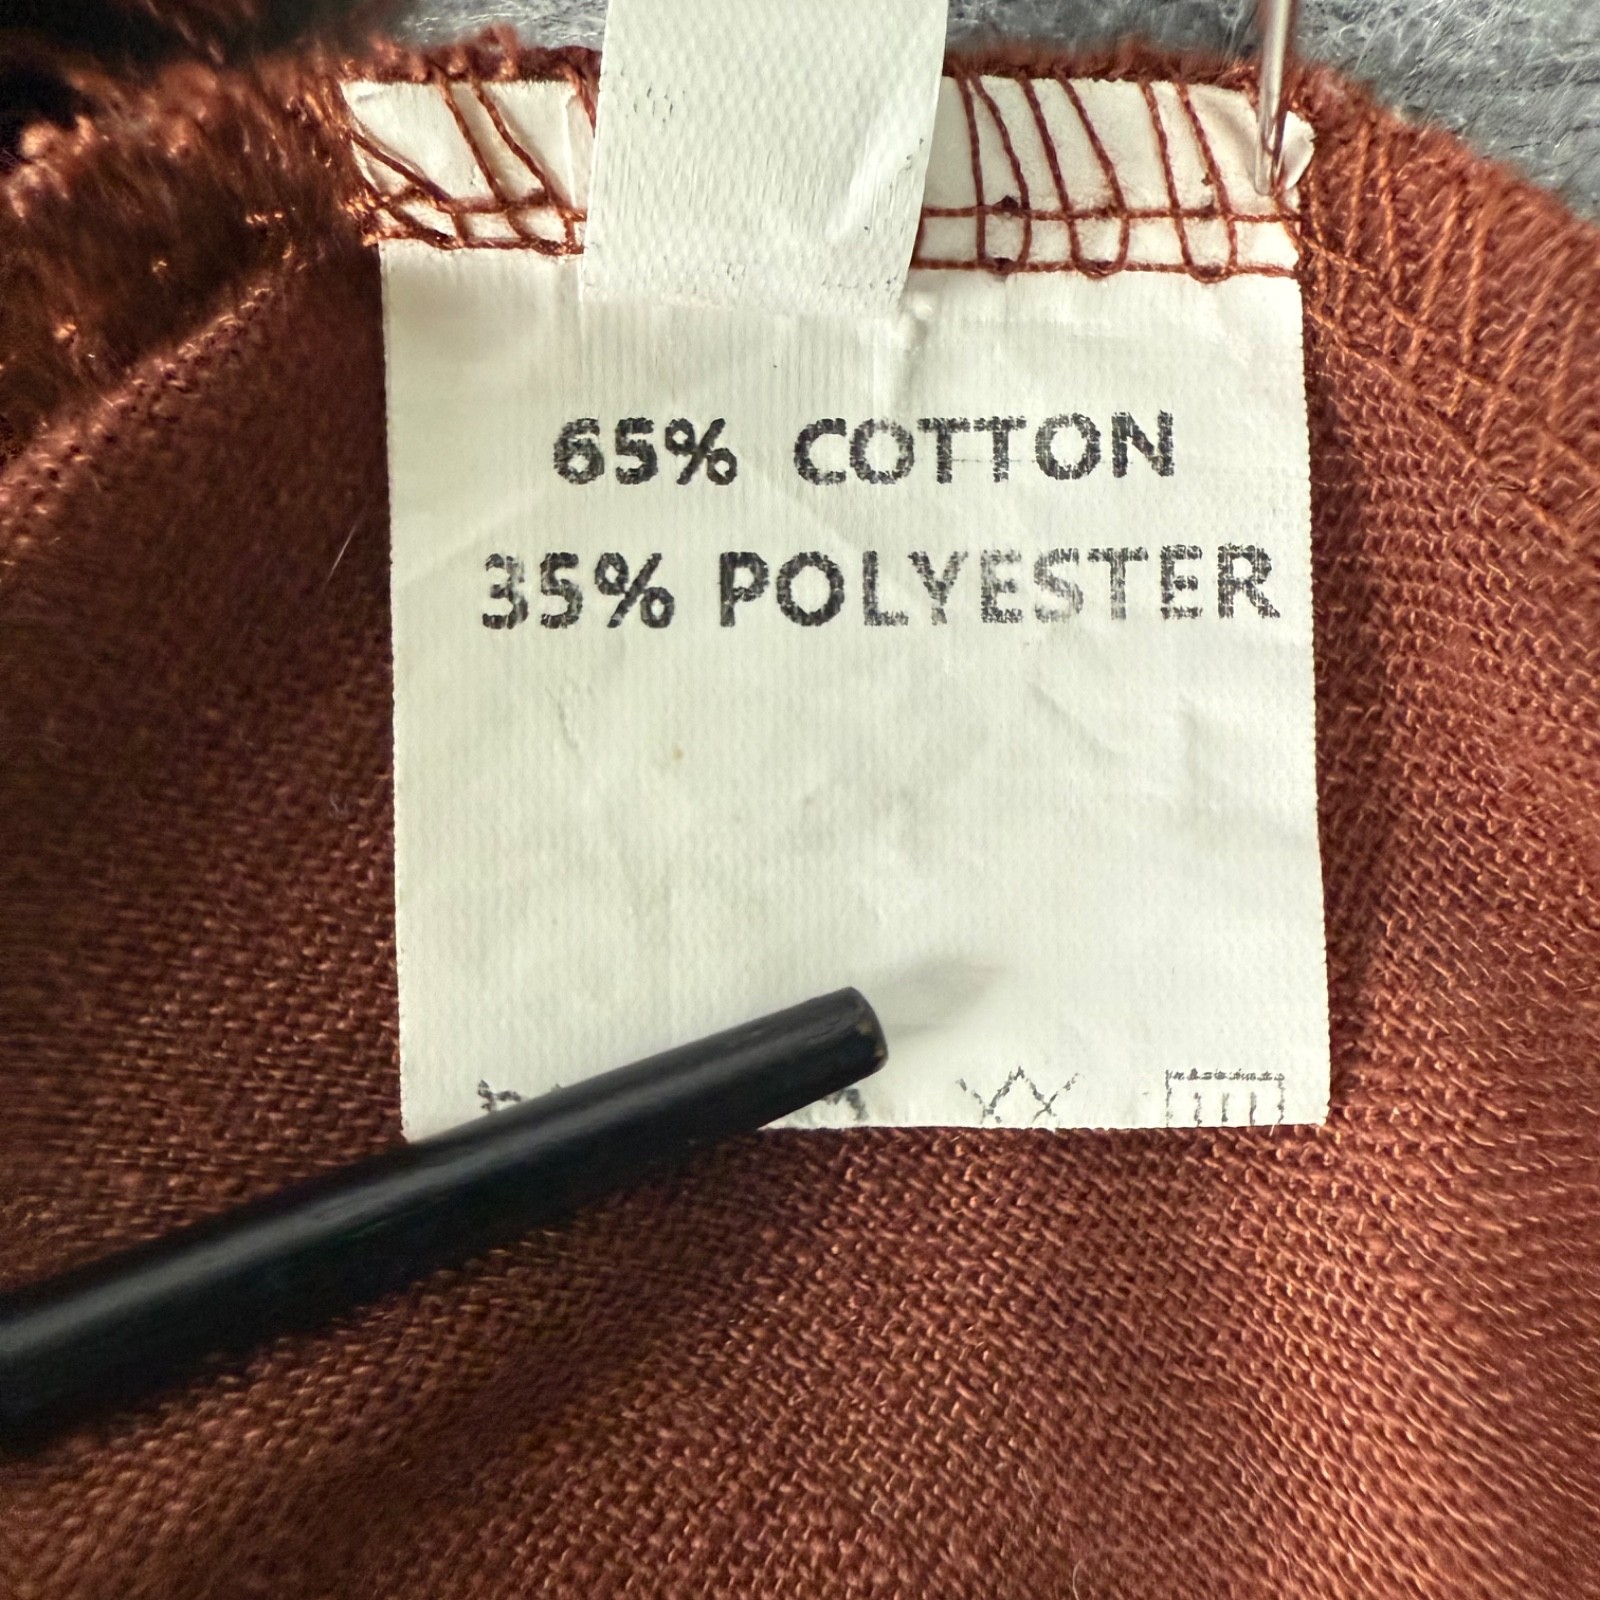 65% COTTON
35% POLYESTER